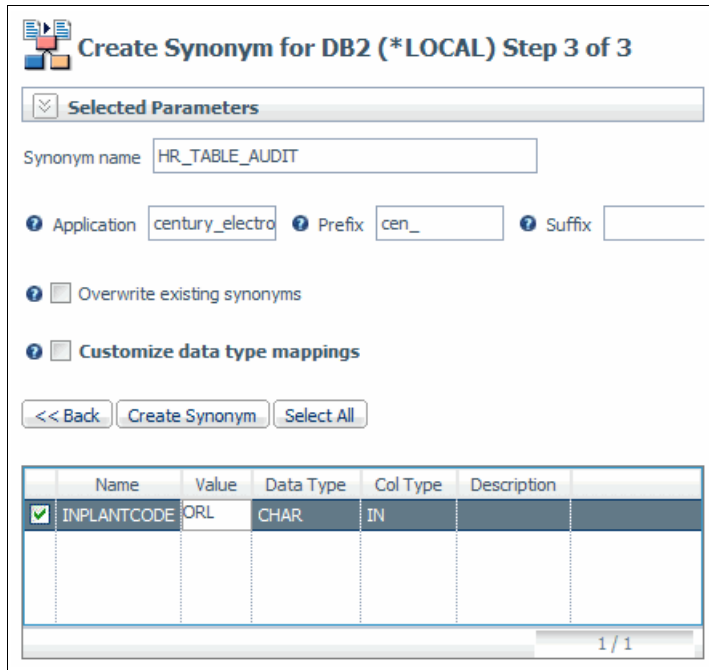 Create Synonym for DB2 (*LOCAL) Step 3 of 3
Selected Parameters
Synonym name HR_TABLE_AUDIT
? Application century_electro ? Prefix cen_ ? Suffix
? Overwrite existing synonyms
? Customize data type mappings
<< Back Create Synonym Select All
Name Value Data Type Col Type Description
INPLANTCODE ORL CHAR IN
1 / 1